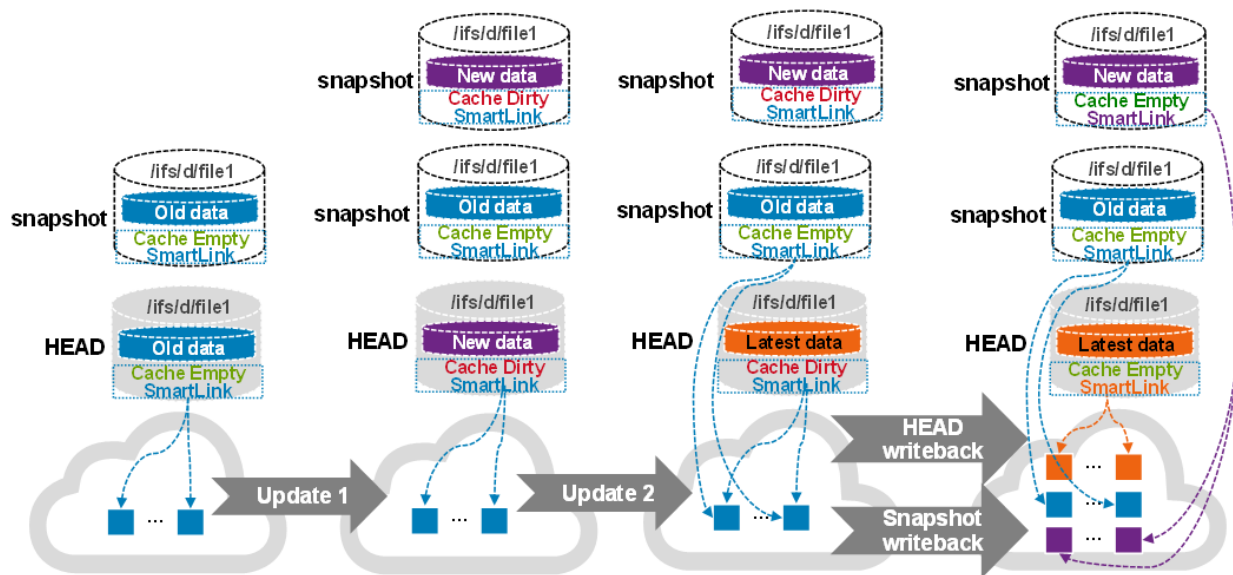 /ifs/d/file1
snapshot
New data
Cache Dirty
SmartLink
/ifs/d/file1
snapshot
New data
Cache Dirty
SmartLink
/ifs/d/file1
snapshot
New data
Cache Empty
SmartLink
/ifs/d/file1
snapshot
Old data
Cache Empty
SmartLink
/ifs/d/file1
snapshot
Old data
Cache Empty
SmartLink
/ifs/d/file1
snapshot
Old data
Cache Empty
SmartLink
/ifs/d/file1
snapshot
Old data
Cache Empty
SmartLink
/ifs/d/file1
HEAD
Old data
Cache Empty
SmartLink
/ifs/d/file1
HEAD
New data
Cache Dirty
SmartLink
/ifs/d/file1
HEAD
Latest data
Cache Dirty
SmartLink
/ifs/d/file1
HEAD
Latest data
Cache Empty
SmartLink
...
Update 1
...
Update 2
...
HEAD
writeback
Snapshot
writeback
...
...
...